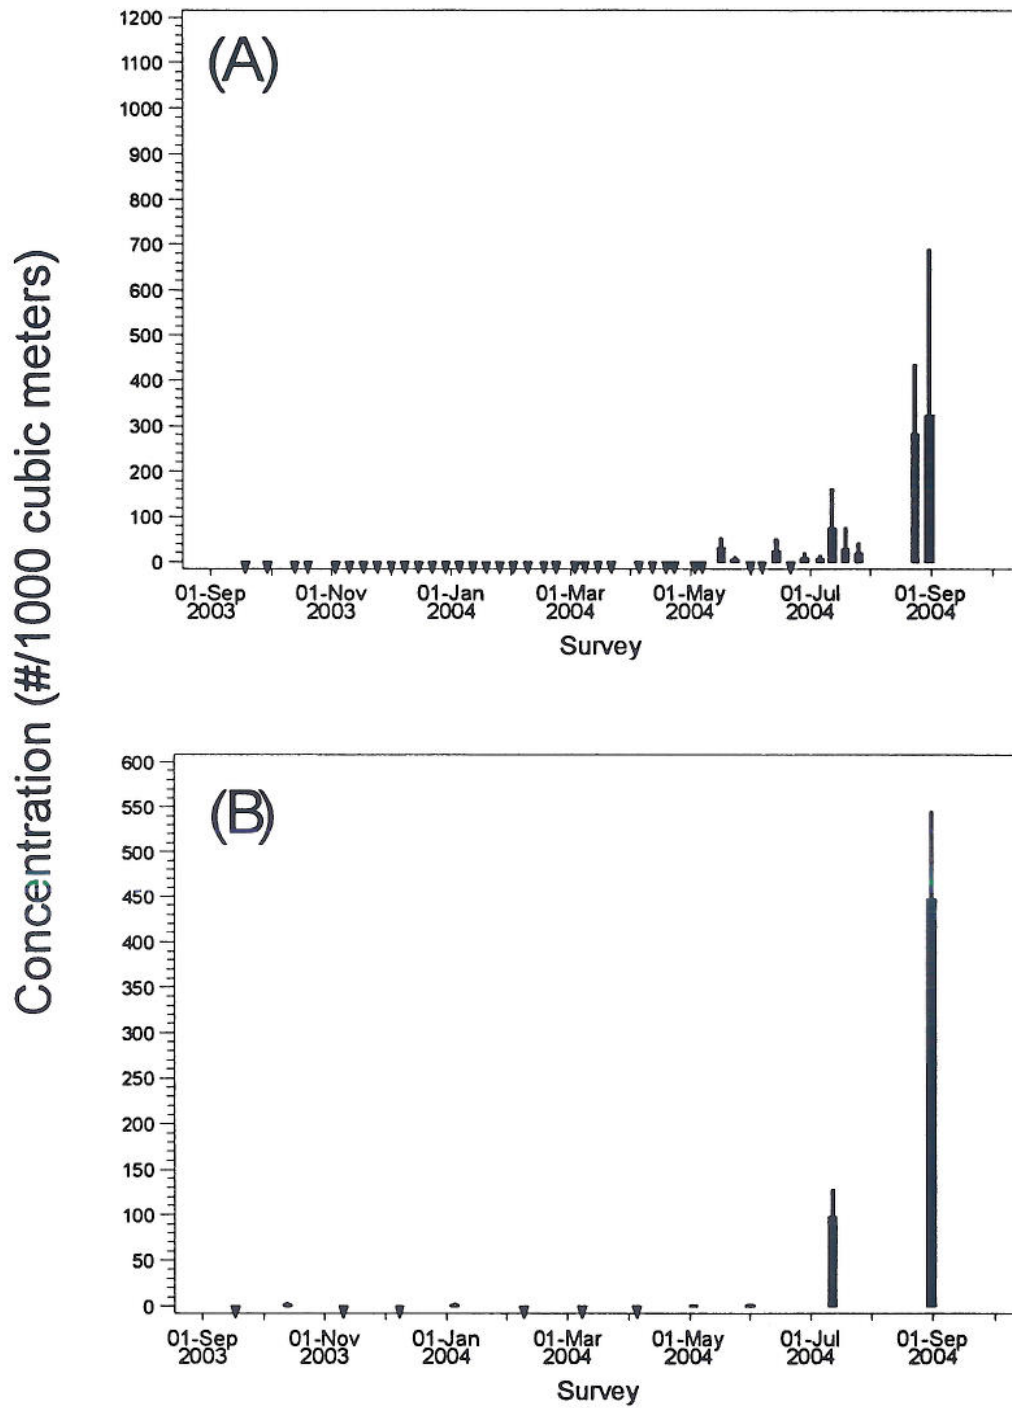 Concentration (#/1000 cubic meters)
(A)
1200
1100
1000
900
800
700
600
500
400
300
200
100
0
01-Sep 01-Nov 01-Jan 01-Mar 01-May 01-Jul 01-Sep
2003 2003 2004 2004 2004 2004 2004
Survey
(B)
600
550
500
450
400
350
300
250
200
150
100
50
0
01-Sep 01-Nov 01-Jan 01-Mar 01-May 01-Jul 01-Sep
2003 2003 2004 2004 2004 2004 2004
Survey